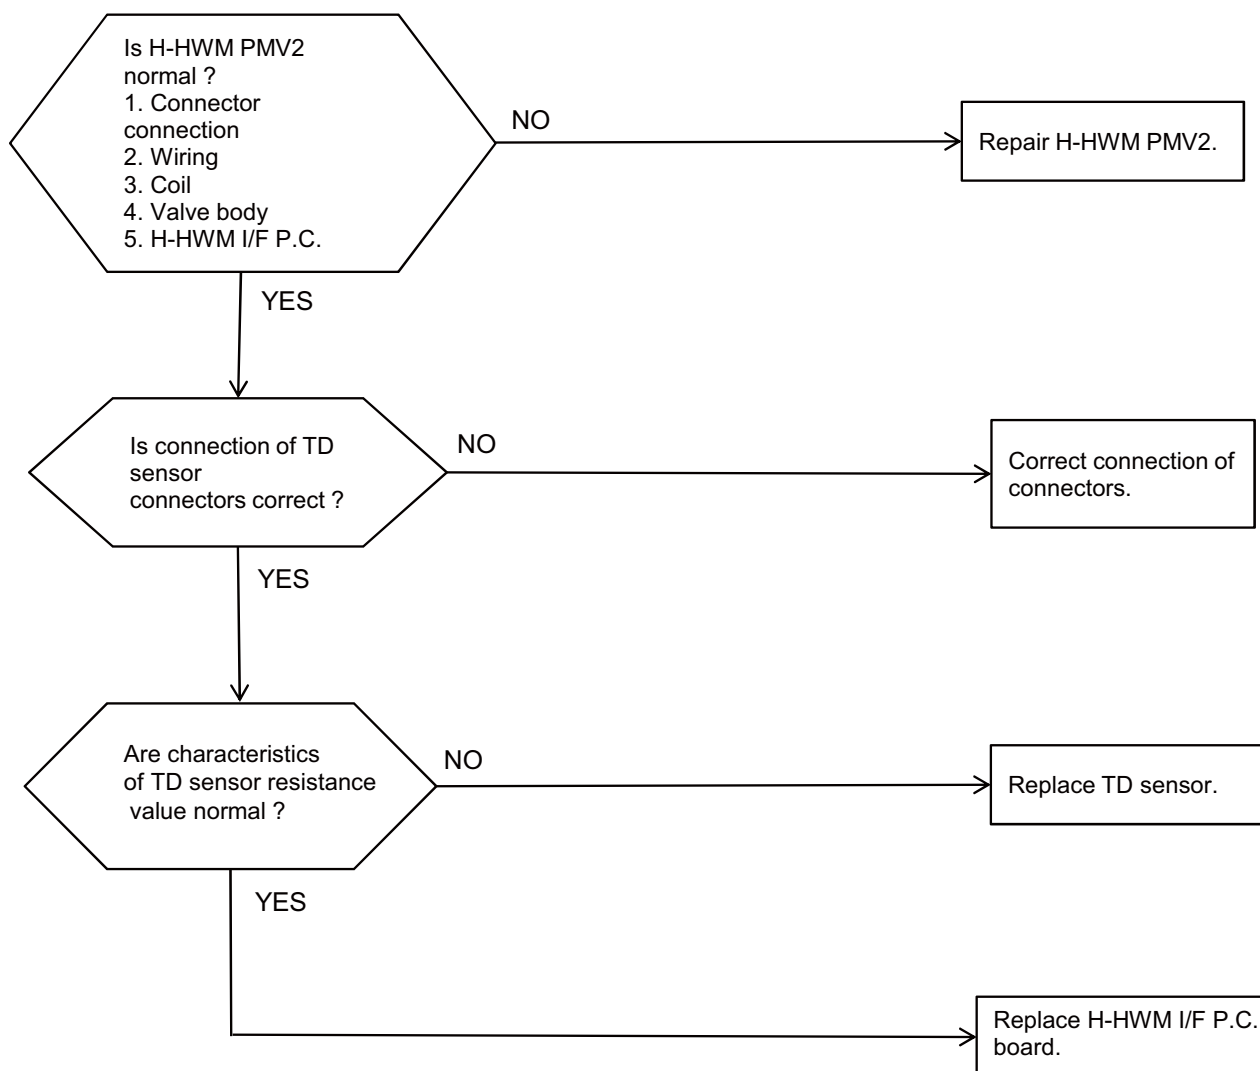 Is H-HWM PMV2
normal ?
1. Connector
connection
2. Wiring
3. Coil
4. Valve body
5. H-HWM I/F P.C.
NO
Repair H-HWM PMV2.
YES
Is connection of TD
sensor
connectors correct ?
NO
Correct connection of
connectors.
YES
Are characteristics
of TD sensor resistance
value normal ?
NO
Replace TD sensor.
YES
Replace H-HWM I/F P.C.
board.